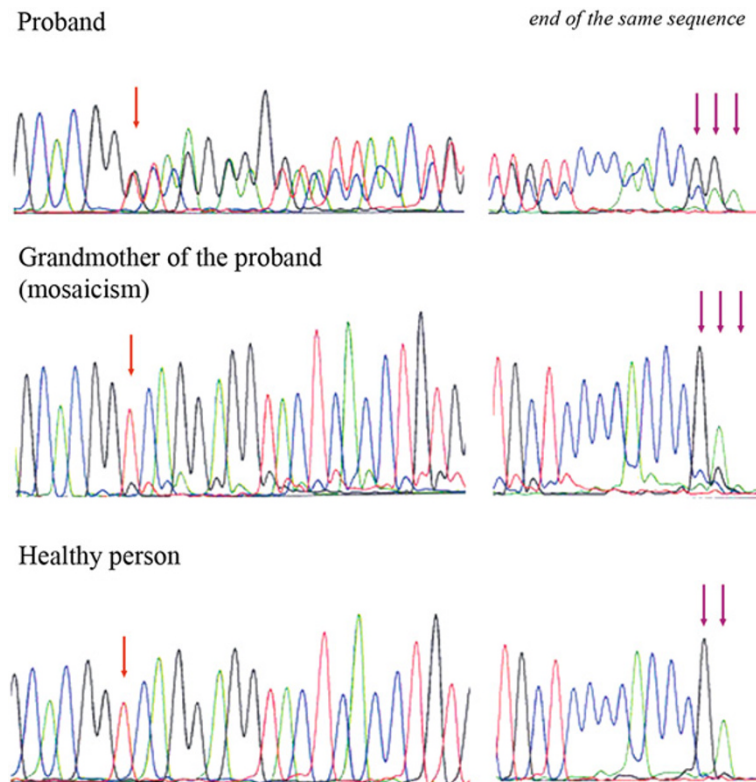 Proband
end of the same sequence
Grandmother of the proband
(mosaicism)
Healthy person